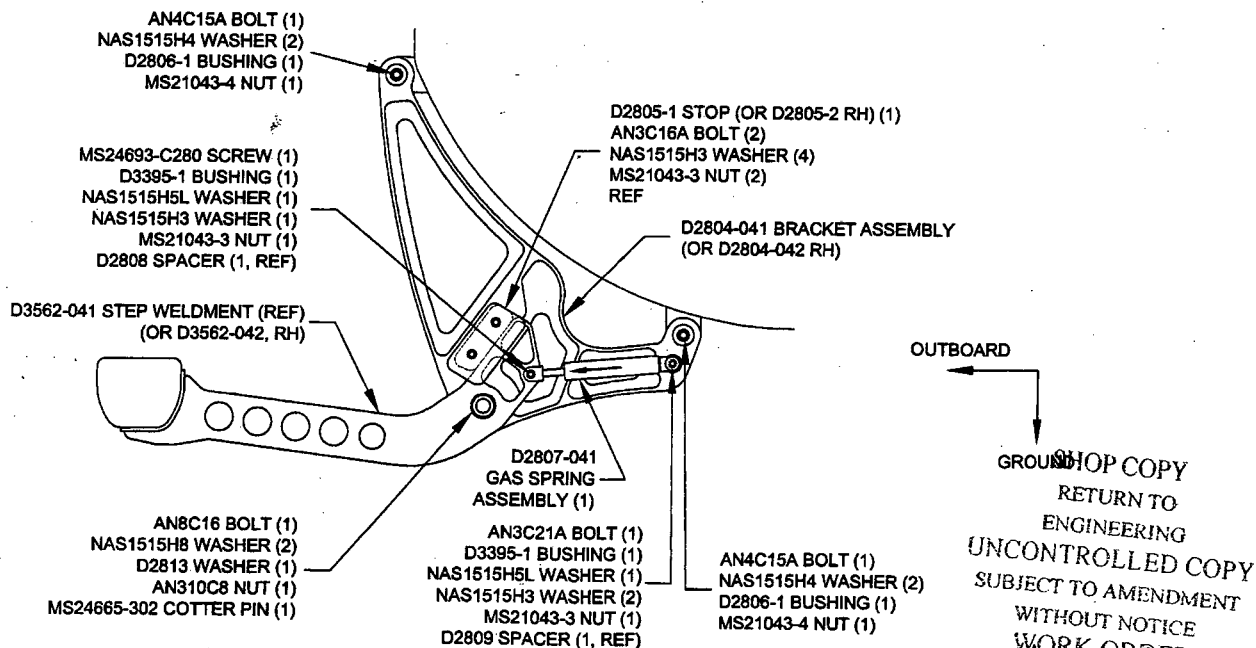 AN4C15A BOLT (1)
NAS1515H4 WASHER (2)
D2806-1 BUSHING (1)
MS21043-4 NUT (1)
MS24693-C280 SCREW (1)
D3395-1 BUSHING (1)
NAS1515H5L WASHER (1)
NAS1515H3 WASHER (1)
MS21043-3 NUT (1)
D2808 SPACER (1, REF)
D3562-041 STEP WELDMENT (REF)
(OR D3562-042, RH)
D2805-1 STOP (OR D2805-2 RH) (1)
AN3C16A BOLT (2)
NAS1515H3 WASHER (4)
MS21043-3 NUT (2)
REF
D2804-041 BRACKET ASSEMBLY
(OR D2804-042 RH)
OUTBOARD
GROUND
D2807-041
GAS SPRING
ASSEMBLY (1)
AN8C16 BOLT (1)
NAS1515H8 WASHER (2)
D2813 WASHER (1)
AN310C8 NUT (1)
MS24665-302 COTTER PIN (1)
AN3C21A BOLT (1)
D3395-1 BUSHING (1)
NAS1515H5L WASHER (1)
NAS1515H3 WASHER (2)
MS21043-3 NUT (1)
D2809 SPACER (1, REF)
AN4C15A BOLT (1)
NAS1515H4 WASHER (2)
D2806-1 BUSHING (1)
MS21043-4 NUT (1)
SHOP COPY
RETURN TO
ENGINEERING
UNCONTROLLED COPY
SUBJECT TO AMENDMENT
WITHOUT NOTICE
WORK ORDER